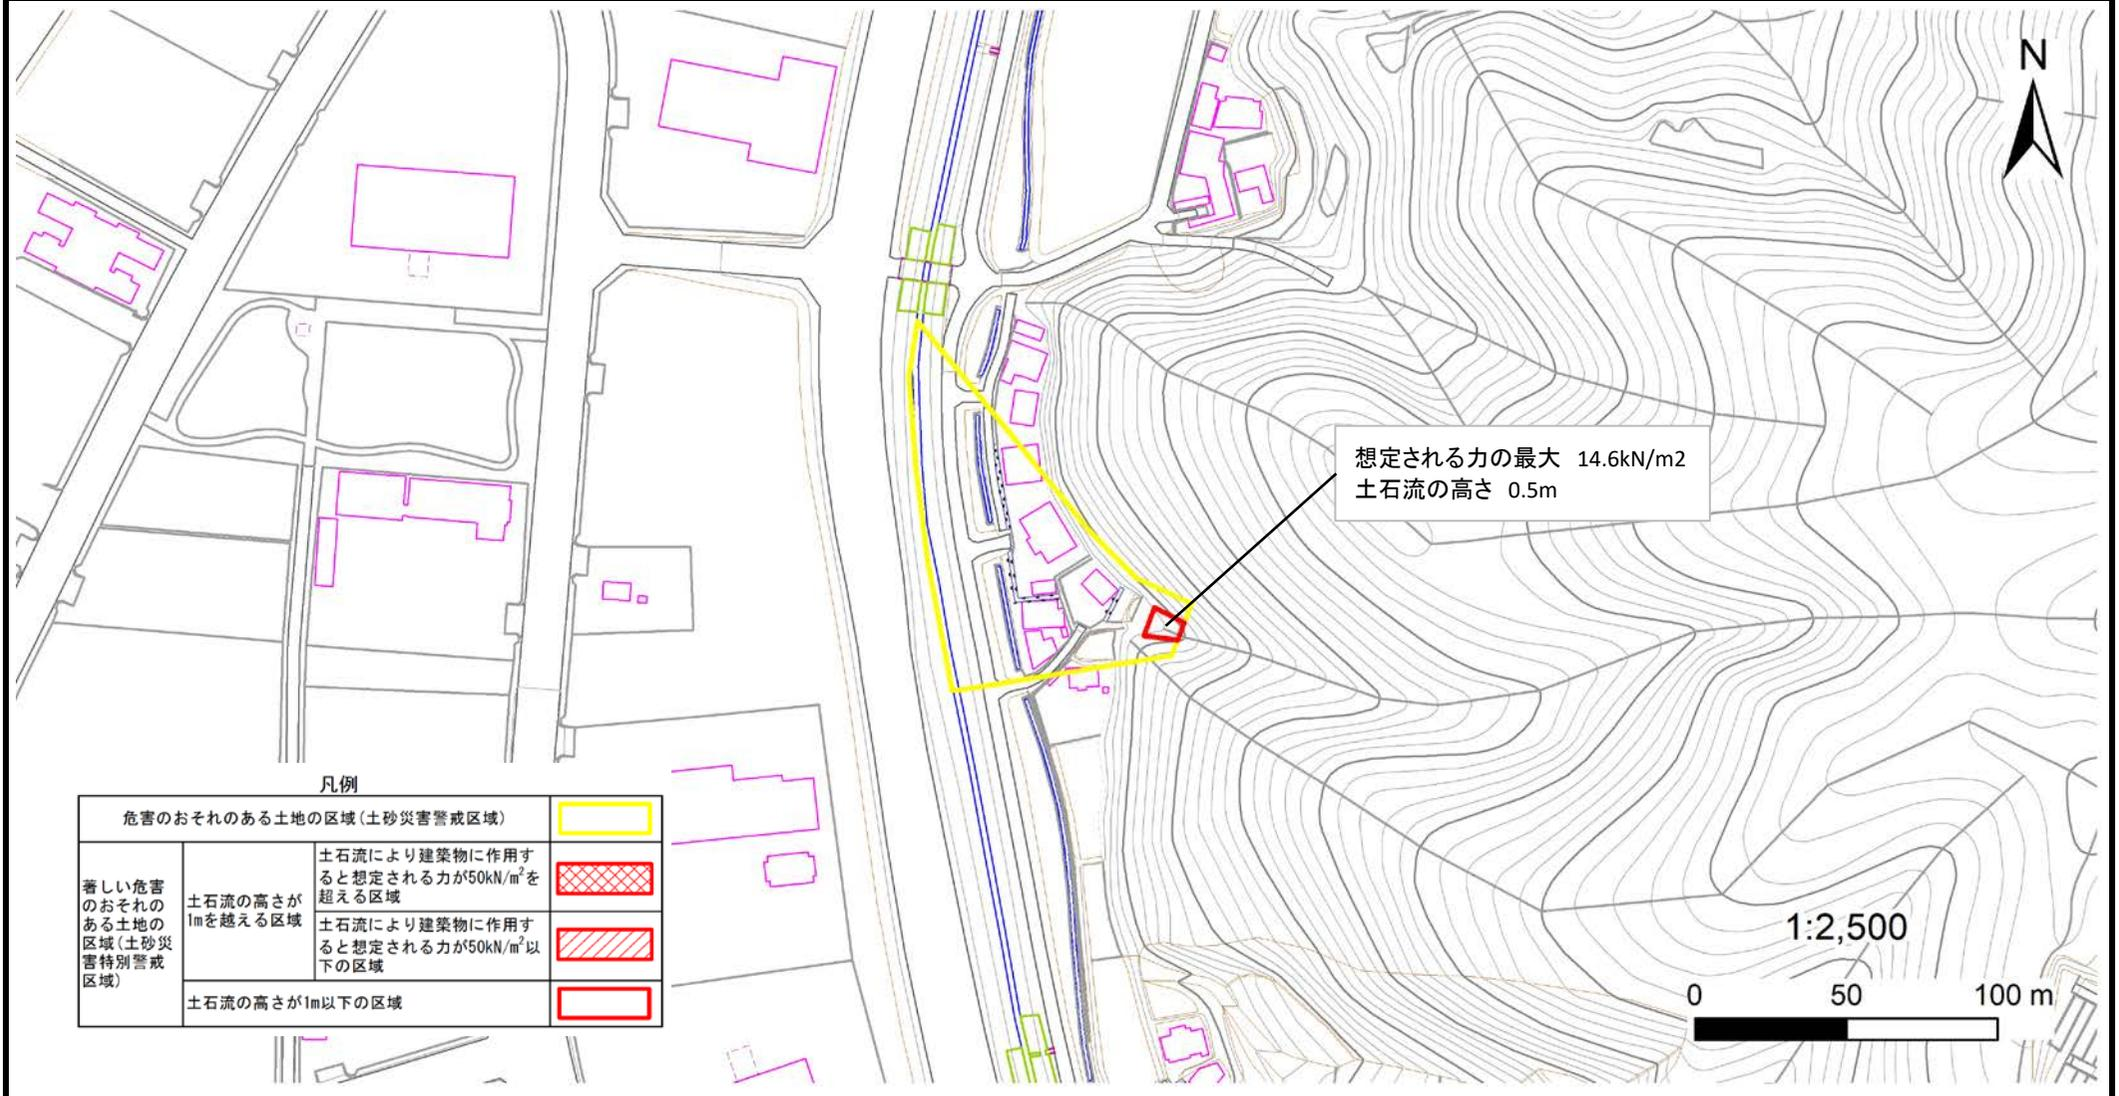 N
想定される力の最大 14.6kN/m2
土石流の高さ 0.5m
凡例
危害のおそれのある土地の区域(土砂災害警戒区域)
著しい危害
のおそれの
ある土地の
区域(土砂災
害特別警戒
区域)
土石流の高さが
1mを越える区域
土石流により建築物に作用す
ると想定される力が50kN/m²を
超える区域
土石流により建築物に作用す
ると想定される力が50kN/m²以
下の区域
土石流の高さが1m以下の区域
1:2,500
0 50 100 m